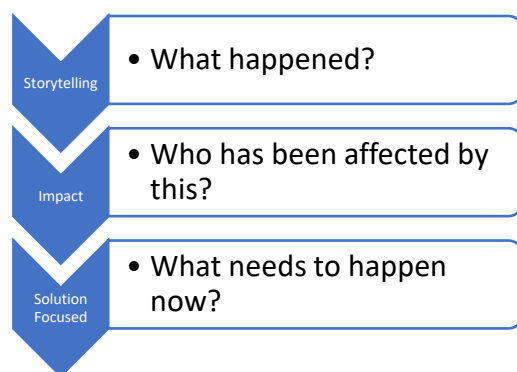 Storytelling
• What happened?
Impact
• Who has been affected by
this?
Solution
Focused
• What needs to happen
now?